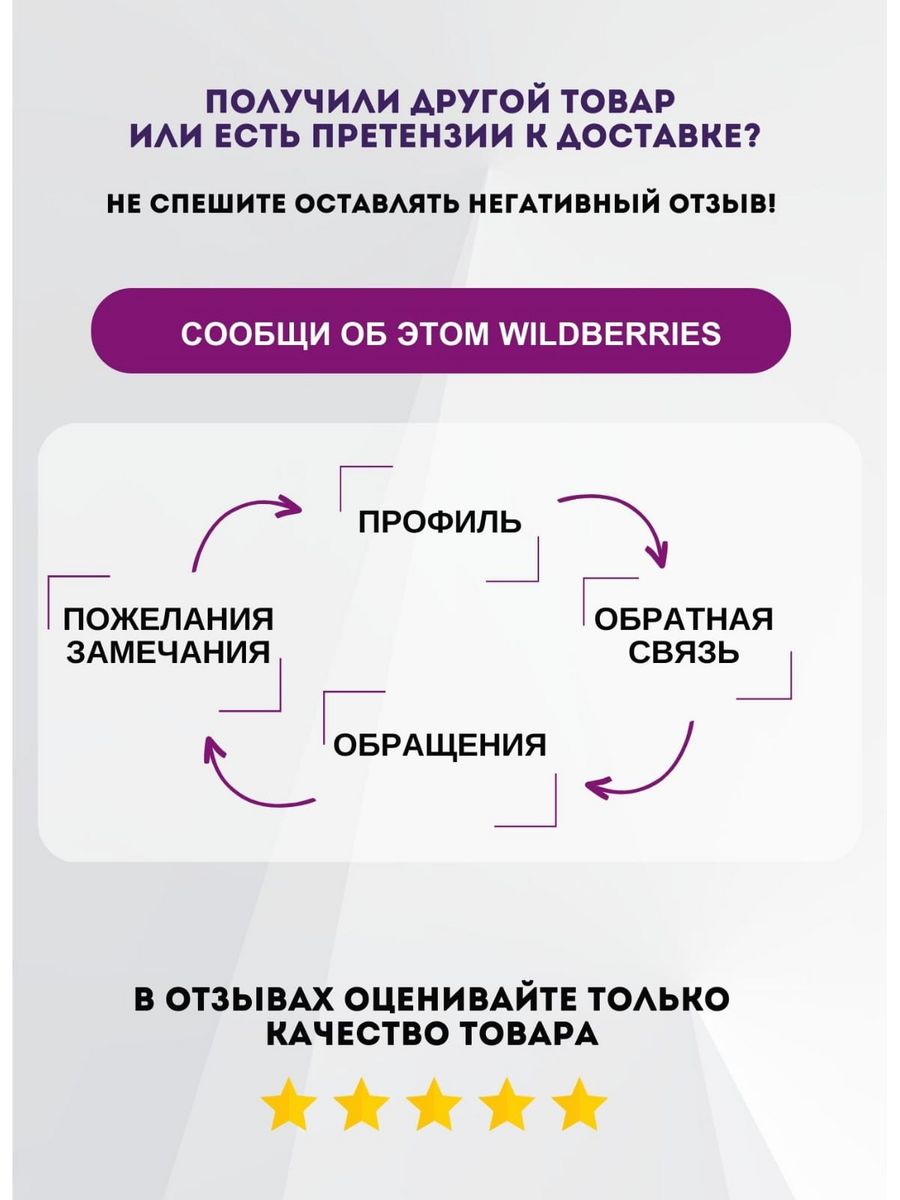 ПОЛУЧИЛИ ДРУГОЙ ТОВАР
ИЛИ ЕСТЬ ПРЕТЕНЗИИ К ДОСТАВКЕ?
НЕ СПЕШИТЕ ОСТАВЛЯТЬ НЕГАТИВНЫЙ ОТЗЫВ!
СООБЩИ ОБ ЭТОМ WILDBERRIES
ПРОФИЛЬ
ОБРАТНАЯ
СВЯЗЬ
ОБРАЩЕНИЯ
ПОЖЕЛАНИЯ
ЗАМЕЧАНИЯ
В ОТЗЫВАХ ОЦЕНИВАЙТЕ ТОЛЬКО
КАЧЕСТВО ТОВАРА